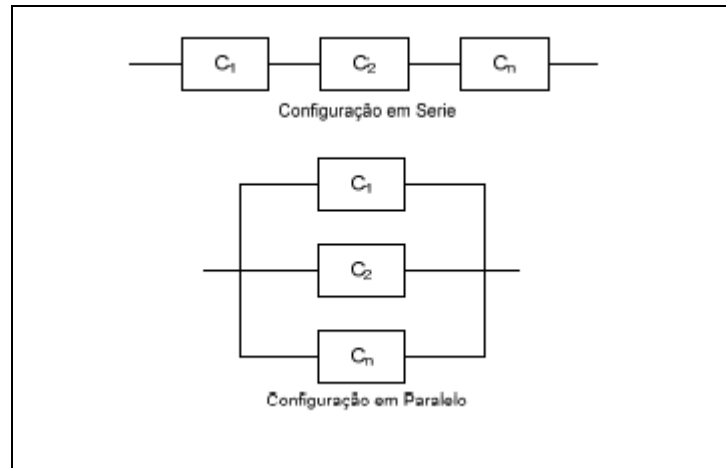 C₁ C₂ Cₙ
Configuração em Serie
C₁
C₂
Cₙ
Configuração em Paralelo